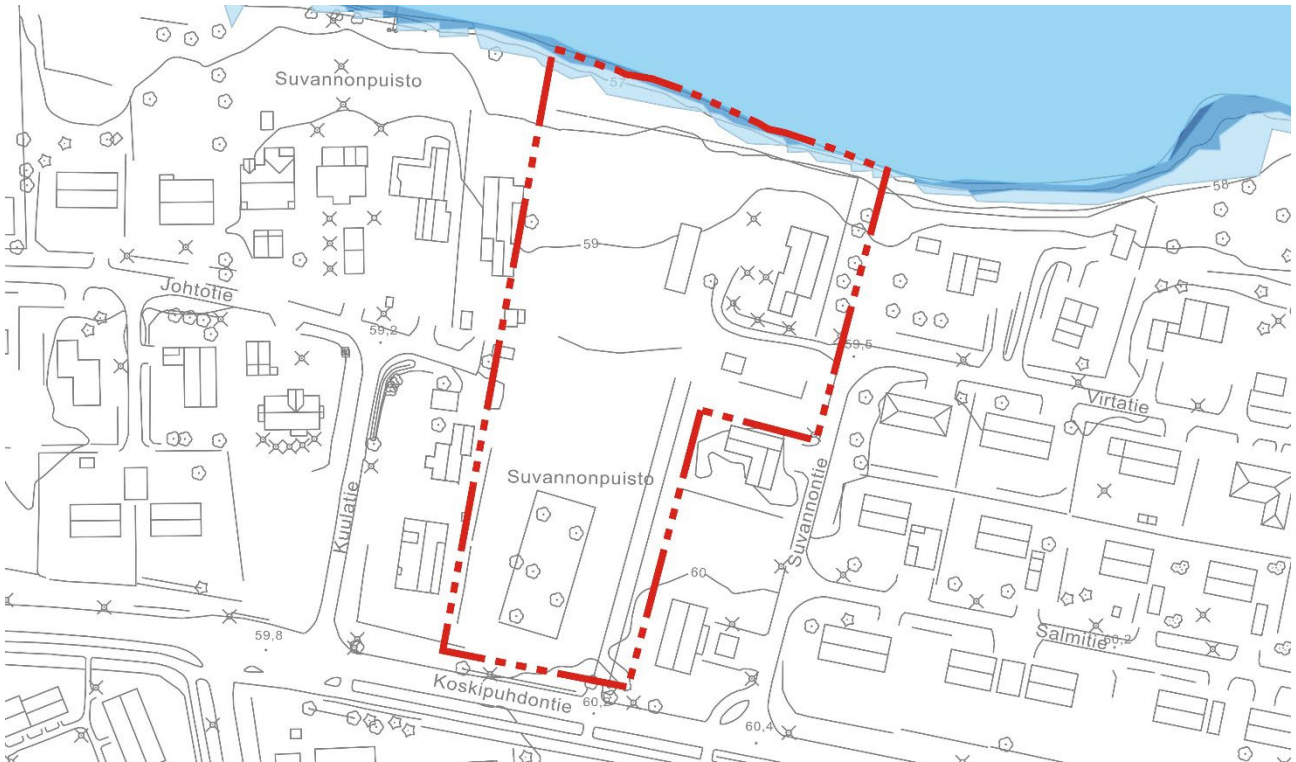 57
Suvannonpuisto
58
59
Johtotie
59,2
59,5
Virtatie
Suvannonpuisto
Kuulatie
Suvannontie
60
59,8
Salmitie
60,2
Koskipuhdontie
60,2
60,4